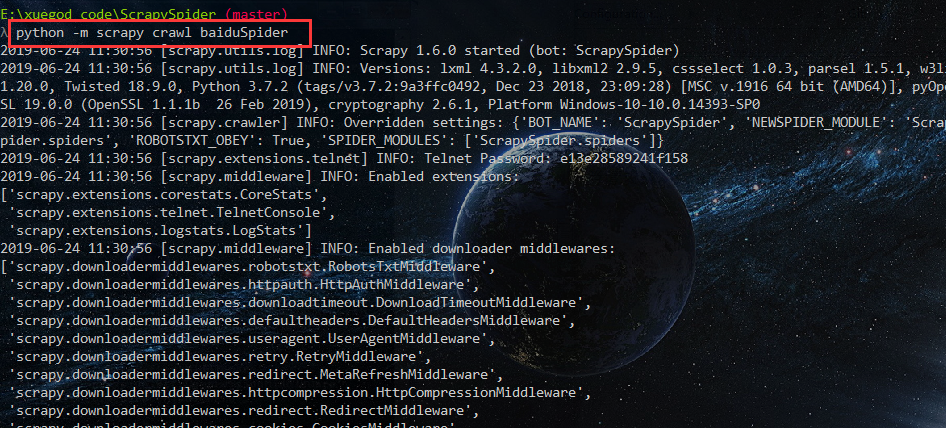 E:\xuegod_code\ScrapySpider (master)
λ python -m scrapy crawl baiduSpider
2019-06-24 11:30:56 [scrapy.utils.log] INFO: Scrapy 1.6.0 started (bot: ScrapySpider)
2019-06-24 11:30:56 [scrapy.utils.log] INFO: Versions: lxml 4.3.2.0, libxml2 2.9.5, cssselect 1.0.3, parsel 1.5.1, w3l
1.20.0, Twisted 18.9.0, Python 3.7.2 (tags/v3.7.2:9a3ffc0492, Dec 23 2018, 23:09:28) [MSC v.1916 64 bit (AMD64)], pyOp
SL 19.0.0 (OpenSSL 1.1.1b  26 Feb 2019), cryptography 2.6.1, Platform Windows-10-10.0.14393-SP0
2019-06-24 11:30:56 [scrapy.crawler] INFO: Overridden settings: {'BOT_NAME': 'ScrapySpider', 'NEWSPIDER_MODULE': 'Scrap
pider.spiders', 'ROBOTSTXT_OBEY': True, 'SPIDER_MODULES': ['ScrapySpider.spiders']}
2019-06-24 11:30:56 [scrapy.extensions.telnet] INFO: Telnet Password: e13e28589241f158
2019-06-24 11:30:56 [scrapy.middleware] INFO: Enabled extensions:
['scrapy.extensions.corestats.CoreStats',
 'scrapy.extensions.telnet.TelnetConsole',
 'scrapy.extensions.logstats.LogStats']
2019-06-24 11:30:56 [scrapy.middleware] INFO: Enabled downloader middlewares:
['scrapy.downloadermiddlewares.robotstxt.RobotsTxtMiddleware',
 'scrapy.downloadermiddlewares.httpauth.HttpAuthMiddleware',
 'scrapy.downloadermiddlewares.downloadtimeout.DownloadTimeoutMiddleware',
 'scrapy.downloadermiddlewares.defaultheaders.DefaultHeadersMiddleware',
 'scrapy.downloadermiddlewares.useragent.UserAgentMiddleware',
 'scrapy.downloadermiddlewares.retry.RetryMiddleware',
 'scrapy.downloadermiddlewares.redirect.MetaRefreshMiddleware',
 'scrapy.downloadermiddlewares.httpcompression.HttpCompressionMiddleware',
 'scrapy.downloadermiddlewares.redirect.RedirectMiddleware',
 'scrapy.downloadermiddlewares.cookies.CookiesMiddleware',